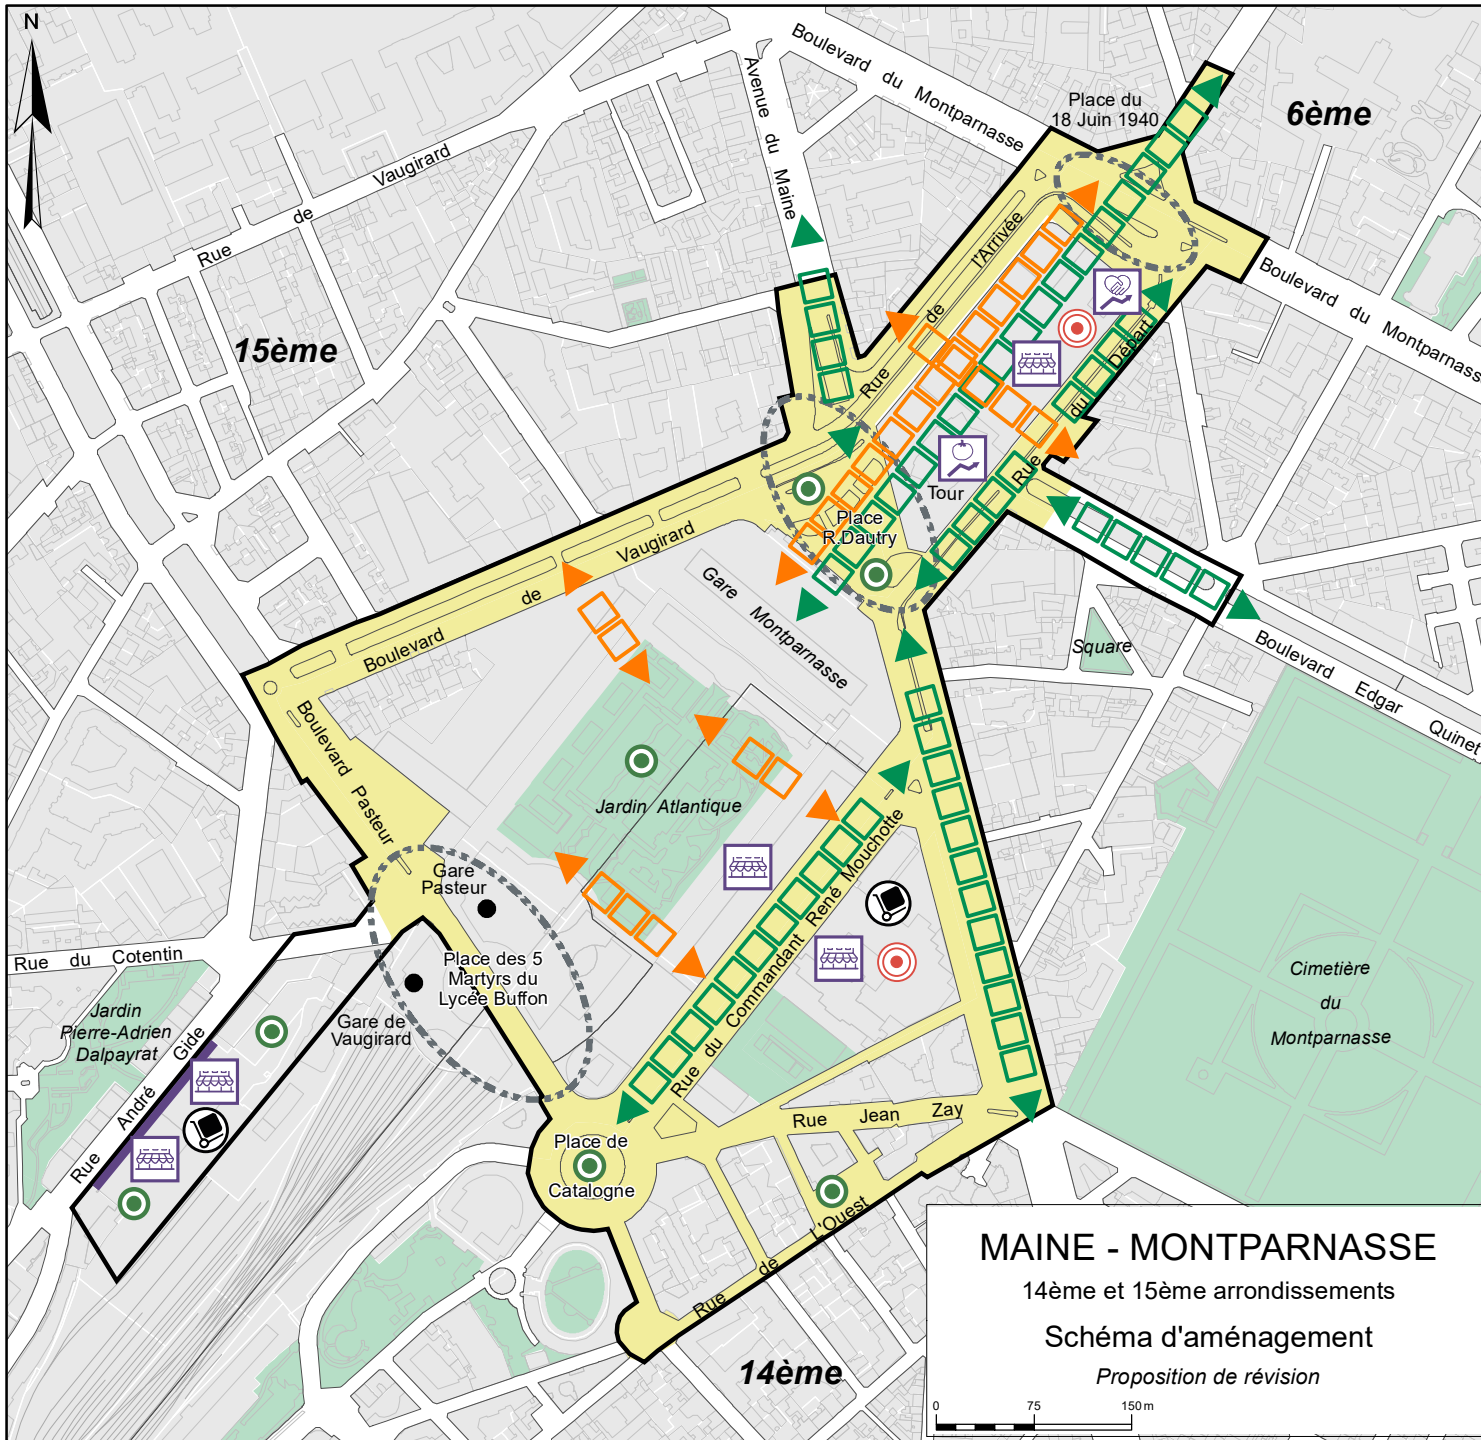 N
Boulevard du Montparnasse
Avenue du Maine
Place du
18 Juin 1940
6ème
Rue de Vaugirard
Rue de l'Arrivée
Boulevard du Montparnasse
15ème
Rue du Départ
Tour
Place
R.Dautry
Boulevard de Vaugirard
Gare Montparnasse
Square
Boulevard Edgar Quinet
Boulevard Pasteur
Jardin Atlantique
Rue du Commandant René Mouchotte
Gare
Pasteur
Place des 5
Martyrs du
Lycée Buffon
Rue du Cotentin
Cimetière
du
Montparnasse
Jardin
Pierre-Adrien
Dalpayrat
Gare de
Vaugirard
Rue André Gide
Rue Jean Zay
Place de
Catalogne
Rue de L'Ouest
14ème
MAINE - MONTPARNASSE
14ème et 15ème arrondissements
Schéma d'aménagement
Proposition de révision
0 75 150 m